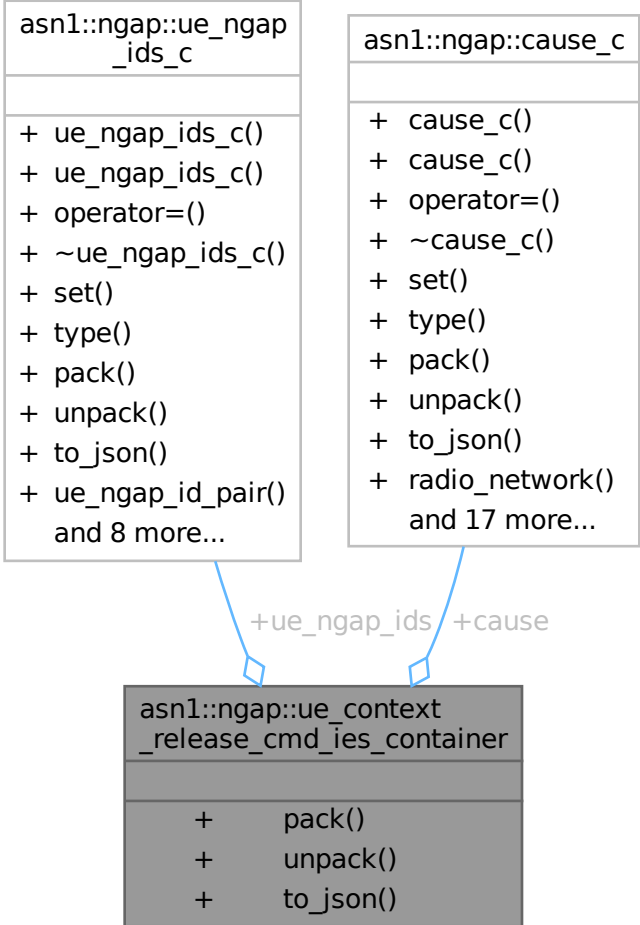 asn1::ngap::ue_ngap
_ids_c
+ ue_ngap_ids_c()
+ ue_ngap_ids_c()
+ operator=()
+ ~ue_ngap_ids_c()
+ set()
+ type()
+ pack()
+ unpack()
+ to_json()
+ ue_ngap_id_pair()
and 8 more...
asn1::ngap::cause_c
+ cause_c()
+ cause_c()
+ operator=()
+ ~cause_c()
+ set()
+ type()
+ pack()
+ unpack()
+ to_json()
+ radio_network()
and 17 more...
+ue_ngap_ids
+cause
asn1::ngap::ue_context
_release_cmd_ies_container
+ pack()
+ unpack()
+ to_json()